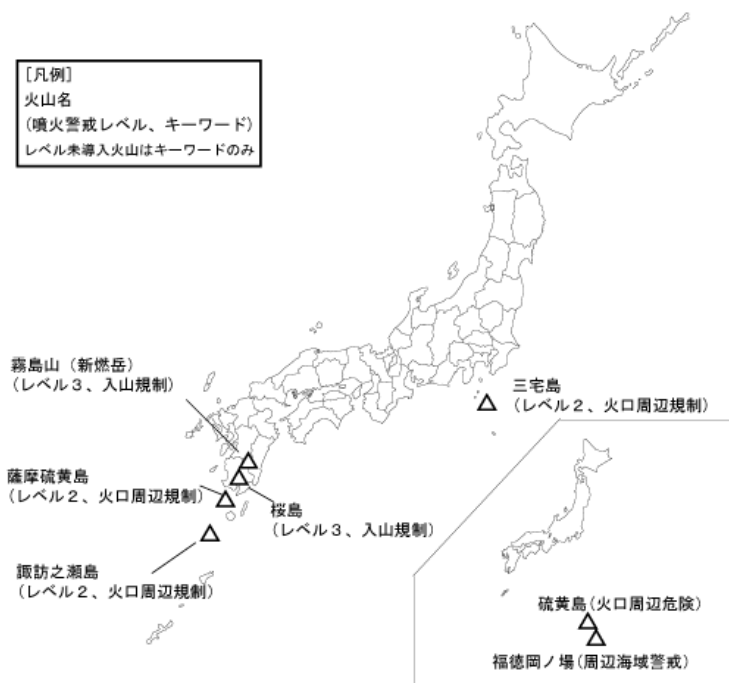 [凡例]
火山名
(噴火警戒レベル、キーワード)
レベル未導入火山はキーワードのみ
霧島山（新燃岳）
（レベル３、入山規制）
三宅島
（レベル２、火口周辺規制）
薩摩硫黄島
（レベル２、火口周辺規制）
桜島
（レベル３、入山規制）
諏訪之瀬島
（レベル２、火口周辺規制）
硫黄島(火口周辺危険)
福徳岡ノ場(周辺海域警戒)